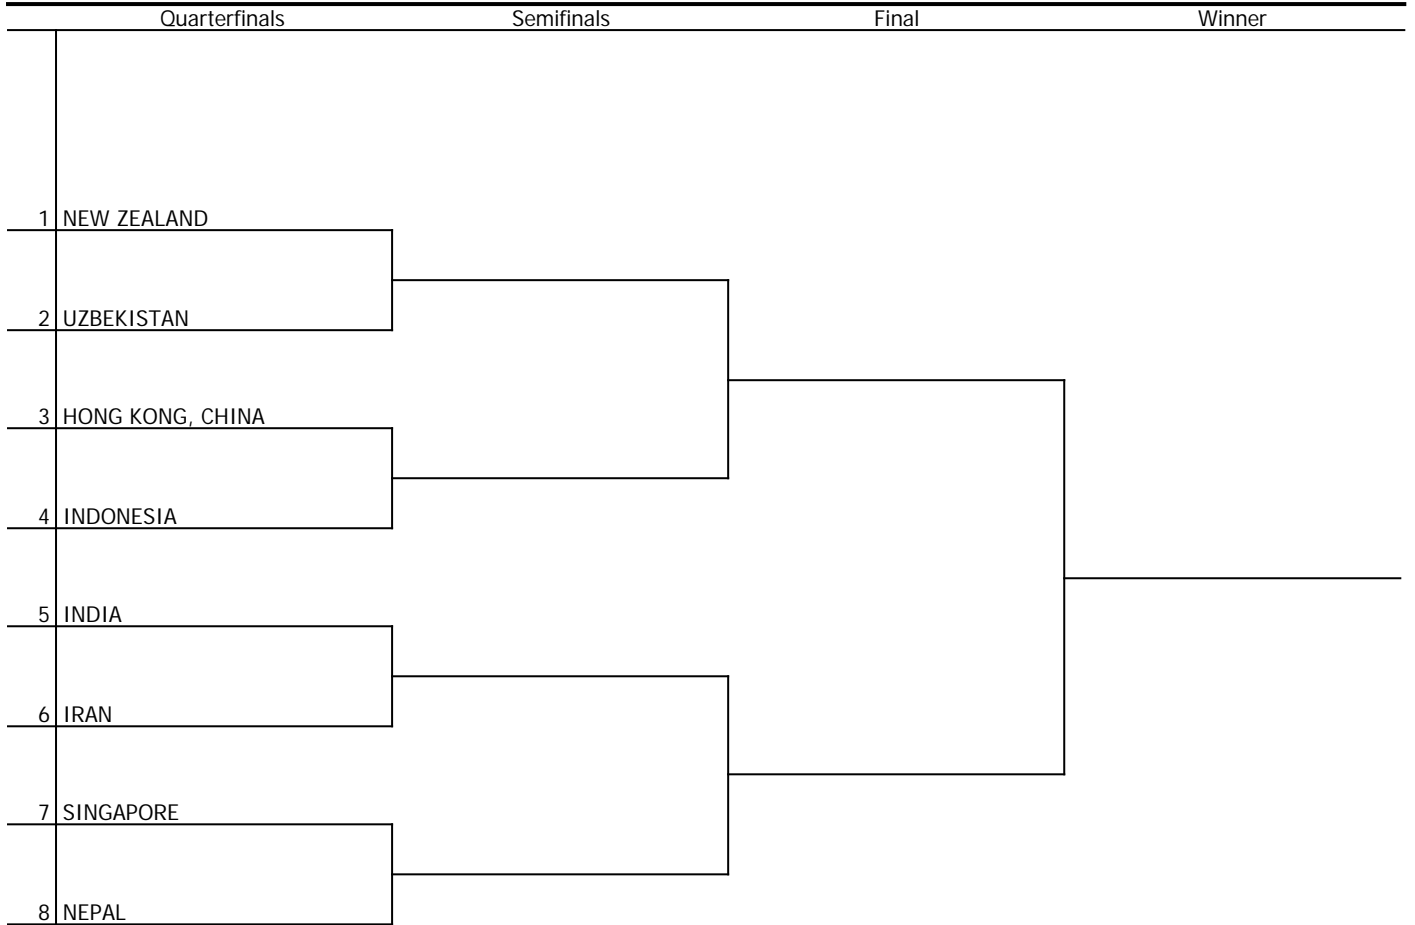 Quarterfinals Semifinals Final Winner
1 NEW ZEALAND
2 UZBEKISTAN
3 HONG KONG, CHINA
4 INDONESIA
5 INDIA
6 IRAN
7 SINGAPORE
8 NEPAL